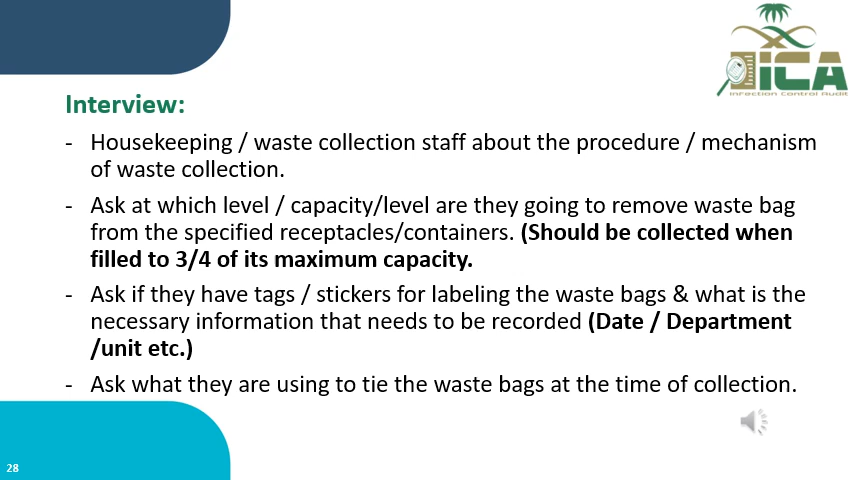 iCA
Infection Control Audit
Interview:
- Housekeeping / waste collection staff about the procedure / mechanism
of waste collection.
- Ask at which level / capacity/level are they going to remove waste bag
from the specified receptacles/containers. (Should be collected when
filled to 3/4 of its maximum capacity.
- Ask if they have tags / stickers for labeling the waste bags & what is the
necessary information that needs to be recorded (Date / Department
/unit etc.)
- Ask what they are using to tie the waste bags at the time of collection.
28